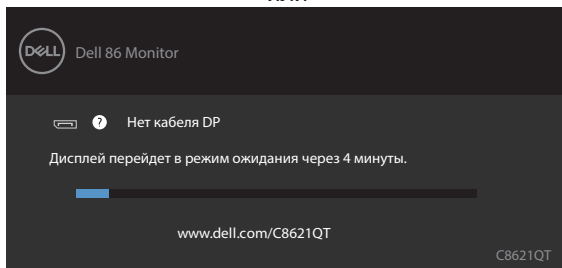 DELL Dell 86 Monitor
? Нет кабеля DP
Дисплей перейдет в режим ожидания через 4 минуты.
www.dell.com/C8621QT
C8621QT